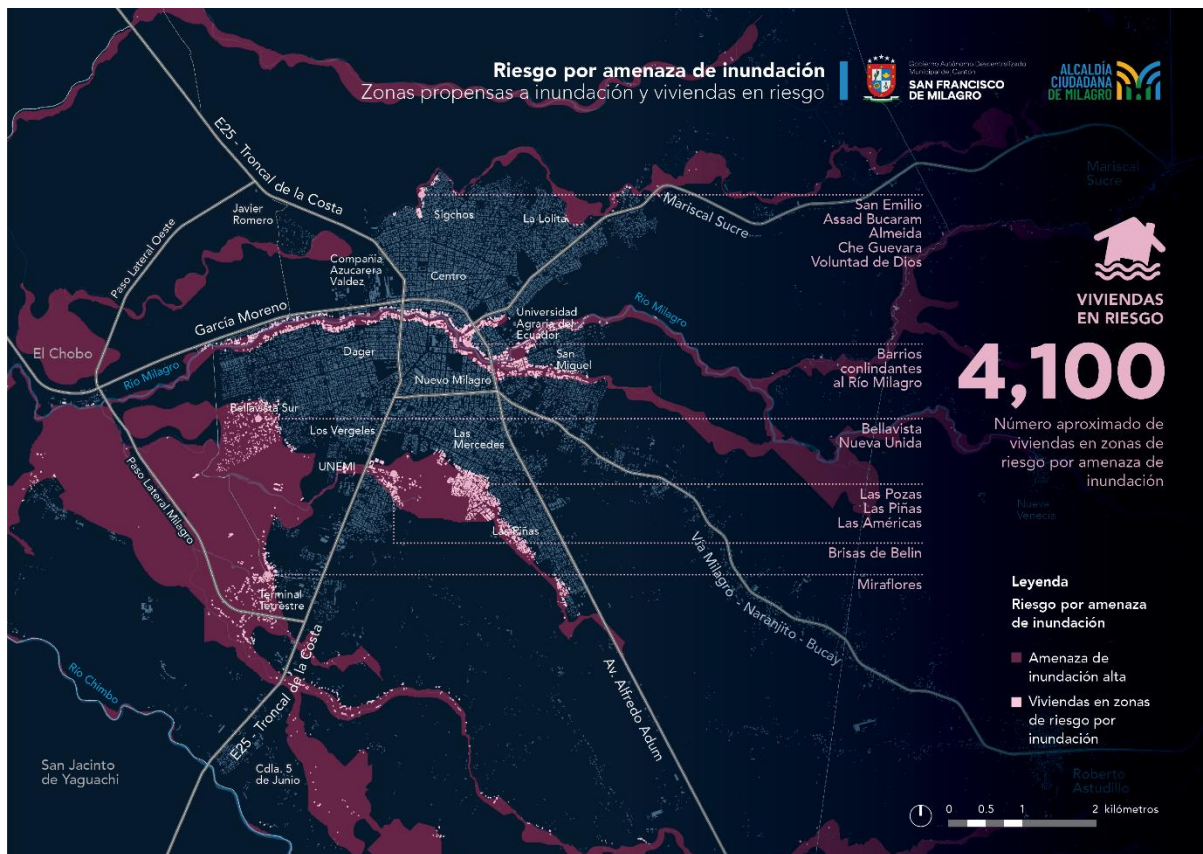 Riesgo por amenaza de inundación
Zonas propensas a inundación y viviendas en riesgo
Gobierno Autónomo Descentralizado
Municipal del Cantón
SAN FRANCISCO
DE MILAGRO
ALCALDÍA
CIUDADANA
DE MILAGRO
E25 - Troncal de la Costa
Mariscal
Sucre
Mariscal Sucre
Javier
Romero
Sigchos
La Lolita
San Emilio
Assad Bucaram
Almeida
Che Guevara
Voluntad de Dios
Paso Lateral Oeste
Compañía
Azucarera
Valdez
Centro
VIVIENDAS
EN RIESGO
García Moreno
Universidad
Agraria del
Ecuador
Río Milagro
El Chobo
Dager
San
Miguel
Barrios
conlindantes
al Río Milagro
4,100
Río Milagro
Nuevo Milagro
Número aproximado de
viviendas en zonas de
riesgo por amenaza de
inundación
Bellavista Sur
Los Vergeles
Las
Mercedes
Bellavista
Nueva Unida
UNEMI
Paso Lateral Milagro
Las Pozas
Las Piñas
Las Américas
Nueva
Venecia
Las Piñas
Brisas de Belin
Vía Milagro - Naranjito - Bucay
Miraflores
Terminal
Terrestre
Leyenda
Riesgo por amenaza
de inundación
Amenaza de
inundación alta
Viviendas en zonas
de riesgo por
inundación
Río Chimbo
E25 - Troncal de la Costa
Av. Alfredo Adum
San Jacinto
de Yaguachi
Cdla. 5
de Junio
Roberto
Astudillo
0 0.5 1 2 kilómetros